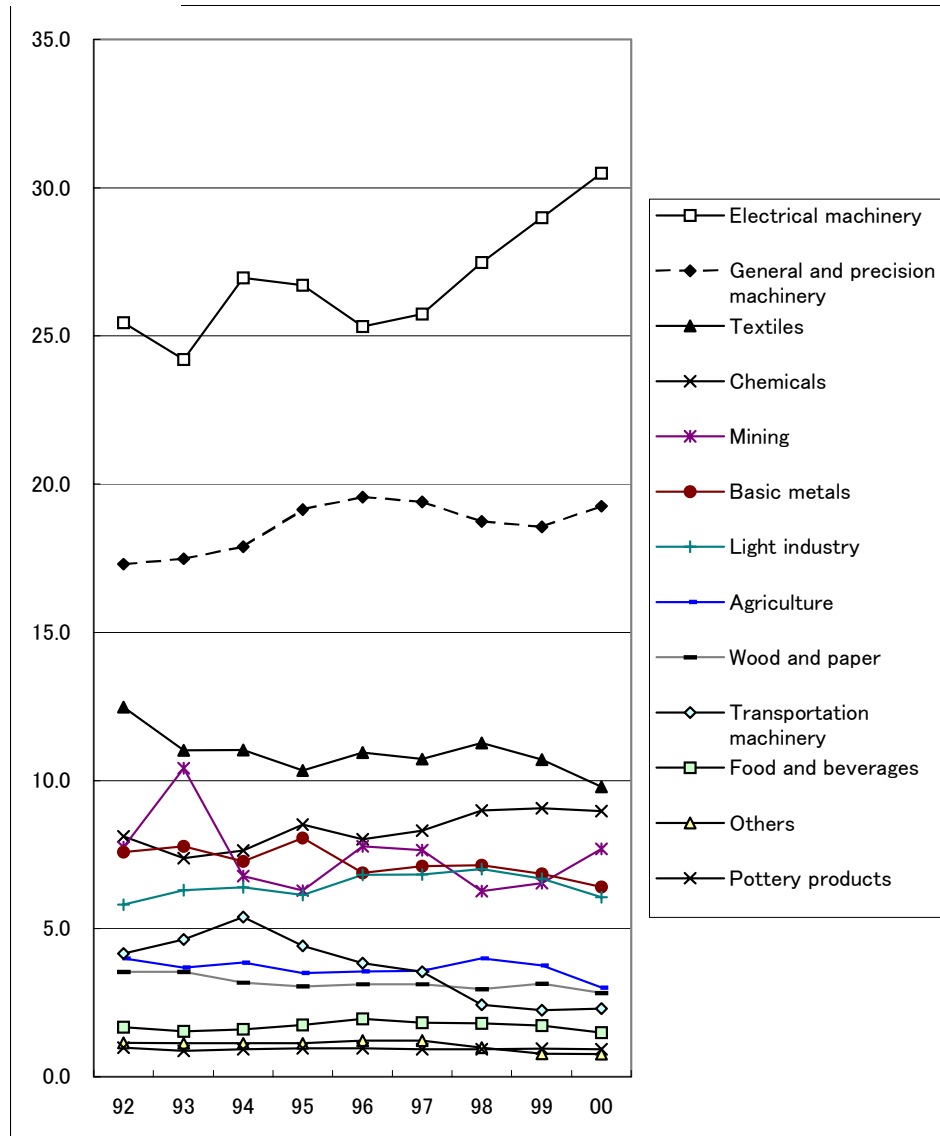 35.0
30.0
25.0
20.0
15.0
10.0
5.0
0.0
92 93 94 95 96 97 98 99 00
Electrical machinery
General and precision
machinery
Textiles
Chemicals
Mining
Basic metals
Light industry
Agriculture
Wood and paper
Transportation
machinery
Food and beverages
Others
Pottery products